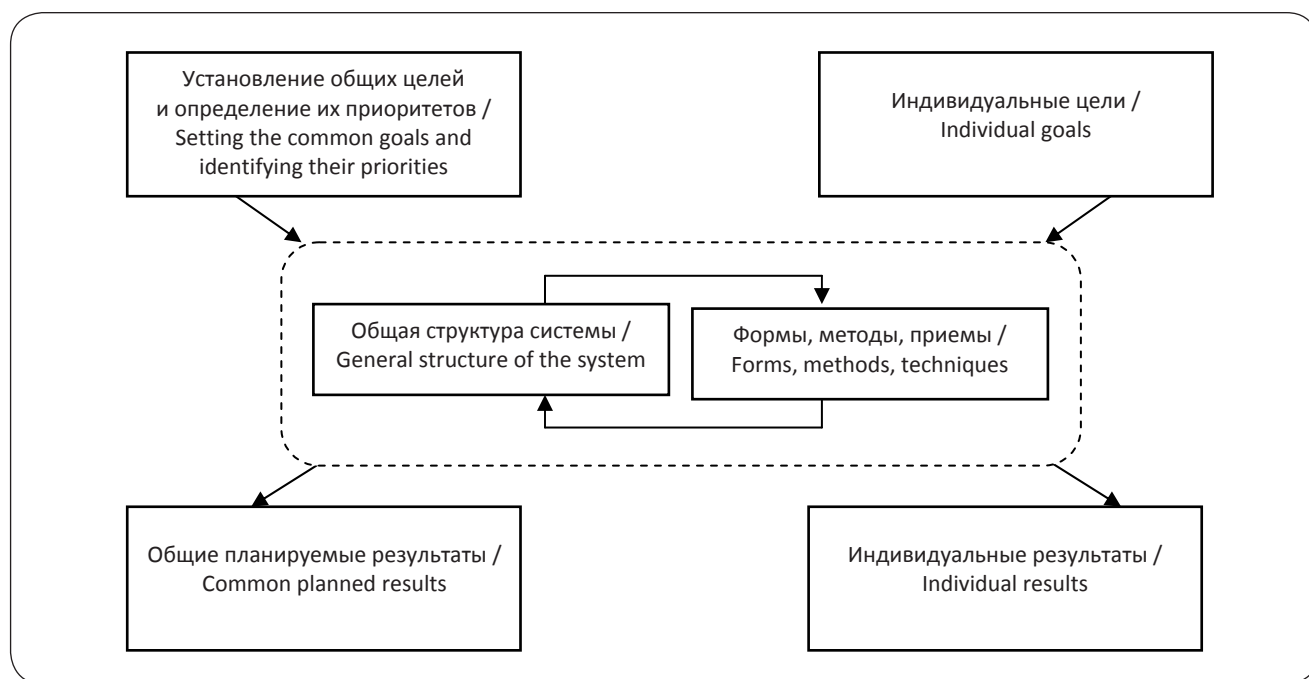 Установление общих целей
и определение их приоритетов /
Setting the common goals and
identifying their priorities
Индивидуальные цели /
Individual goals
Общая структура системы /
General structure of the system
Формы, методы, приемы /
Forms, methods, techniques
Общие планируемые результаты /
Common planned results
Индивидуальные результаты /
Individual results